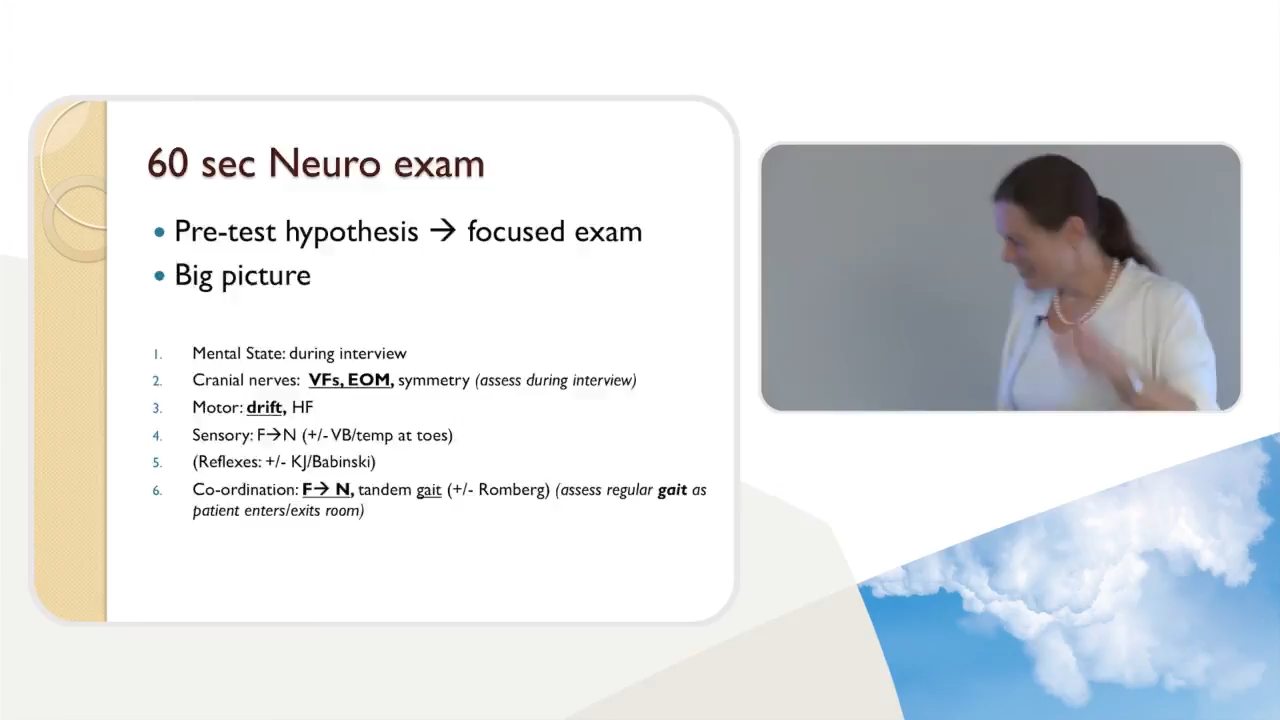 60 sec Neuro exam
• Pre-test hypothesis → focused exam
• Big picture
1. Mental State: during interview
2. Cranial nerves: VFs, EOM, symmetry (assess during interview)
3. Motor: drift, HF
4. Sensory: F→N (+/- VB/temp at toes)
5. (Reflexes: +/- KJ/Babinski)
6. Co-ordination: F→ N, tandem gait (+/- Romberg) (assess regular gait as
patient enters/exits room)